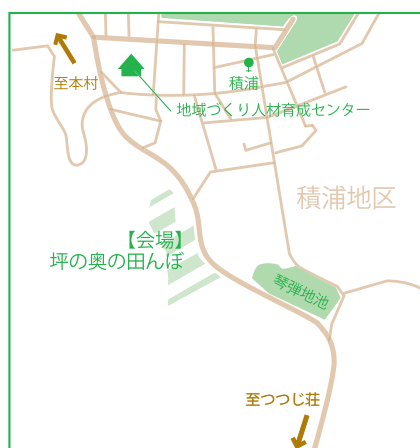 至本村
積浦
地域づくり人材育成センター
積浦地区
【会場】
坪の奥の田んぼ
琴弾地池
至つつじ荘